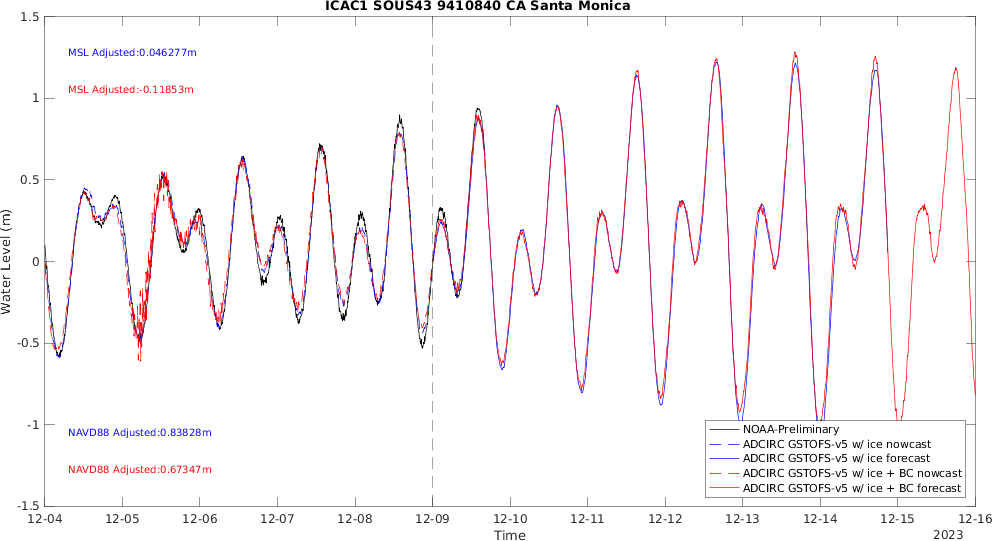 ICAC1 SOUS43 9410840 CA Santa Monica
1.5
MSL Adjusted:0.046277m
MSL Adjusted:-0.11853m
1
0.5
Water Level (m)
0
-0.5
-1
NAVD88 Adjusted:0.83828m
NAVD88 Adjusted:0.67347m
NOAA-Preliminary
ADCIRC GSTOFS-v5 w/ ice nowcast
ADCIRC GSTOFS-v5 w/ ice forecast
ADCIRC GSTOFS-v5 w/ ice + BC nowcast
ADCIRC GSTOFS-v5 w/ ice + BC forecast
-1.5
12-04 12-05 12-06 12-07 12-08 12-09 12-10 12-11 12-12 12-13 12-14 12-15 12-16
Time
2023